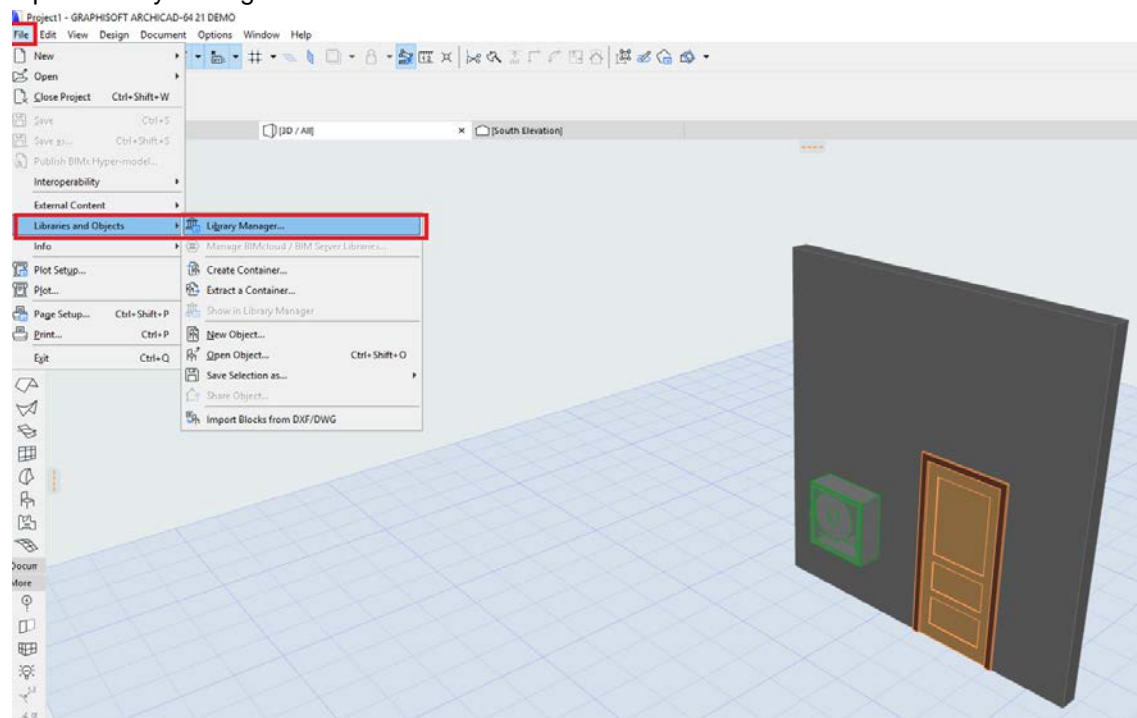 Project1 - GRAPHISOFT ARCHICAD-64 21 DEMO
File Edit View Design Document Options Window Help
New
Open
Close Project Ctrl+Shift+W
Save Ctrl+S
Save as... Ctrl+Shift+S
Publish BIMx Hyper-model...
Interoperability
External Content
Libraries and Objects
Info
Plot Setup...
Plot...
Page Setup... Ctrl+Shift+P
Print... Ctrl+P
Exit Ctrl+Q
[3D / All]
[South Elevation]
Library Manager...
Manage BIMcloud / BIM Server Libraries...
Create Container...
Extract a Container...
Show in Library Manager
New Object...
Open Object... Ctrl+Shift+O
Save Selection as...
Share Object...
Import Blocks from DXF/DWG
More